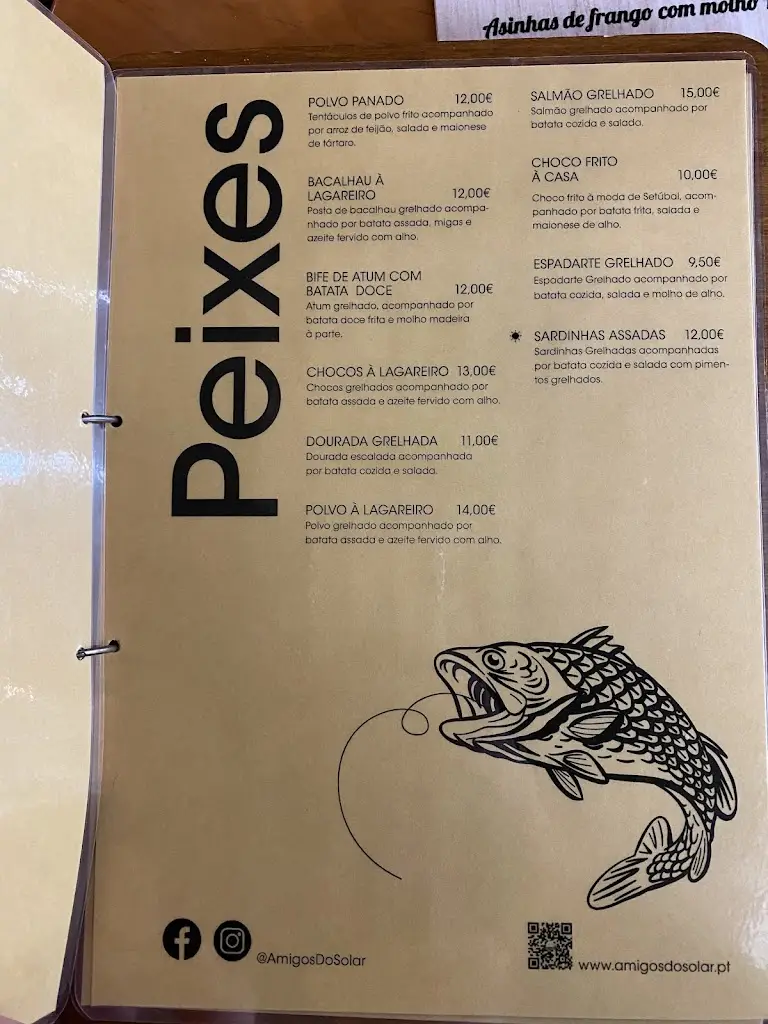 Asinhas de frango com molho
Peixes
POLVO PANADO 12,00€
Tentáculos de polvo frito acompanhado
por arroz de feijão, salada e maionese
de tártaro.
BACALHAU À
LAGAREIRO 12,00€
Posta de bacalhau grelhado acompa-
nhado por batata assada, migas e
azeite fervido com alho.
BIFE DE ATUM COM
BATATA DOCE 12,00€
Atum grelhado, acompanhado por
batata doce frita e molho madeira
à parte.
CHOCOS À LAGAREIRO 13,00€
Chocos grelhados acompanhado por
batata assada e azeite fervido com alho.
DOURADA GRELHADA 11,00€
Dourada escalada acompanhada
por batata cozida e salada.
POLVO À LAGAREIRO 14,00€
Polvo grelhado acompanhado por
batata assada e azeite fervido com alho.
SALMÃO GRELHADO 15,00€
Salmão grelhado acompanhado por
batata cozida e salada.
CHOCO FRITO
À CASA 10,00€
Choco frito à moda de Setúbal, acom-
panhado por batata frita, salada e
maionese de alho.
ESPADARTE GRELHADO 9,50€
Espadarte Grelhado acompanhado por
batata cozida, salada e molho de alho.
SARDINHAS ASSADAS 12,00€
Sardinhas Grelhadas acompanhadas
por batata cozida e salada com pimen-
tos grelhados.
@AmigosDoSolar
www.amigosdosolar.pt